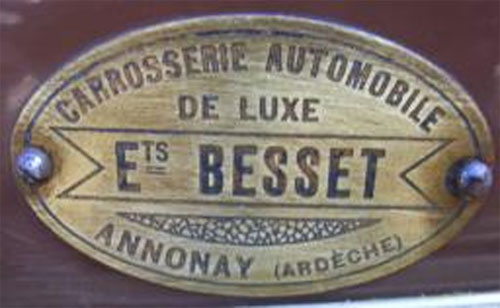 CARROSSERIE AUTOMOBILE
DE LUXE
ETS BESSET
ANNONAY (ARDÈCHE)